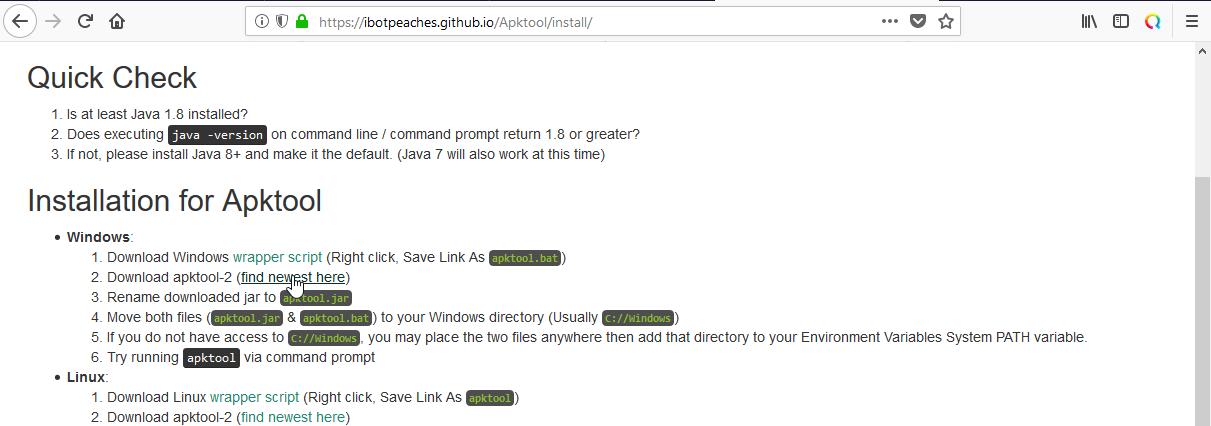 https://ibotpeaches.github.io/Apktool/install/
Quick Check
1. Is at least Java 1.8 installed?
2. Does executing java -version on command line / command prompt return 1.8 or greater?
3. If not, please install Java 8+ and make it the default. (Java 7 will also work at this time)
Installation for Apktool
• Windows:
1. Download Windows wrapper script (Right click, Save Link As apktool.bat)
2. Download apktool-2 (find newest here)
3. Rename downloaded jar to apktool.jar
4. Move both files (apktool.jar & apktool.bat) to your Windows directory (Usually C://Windows)
5. If you do not have access to C://Windows, you may place the two files anywhere then add that directory to your Environment Variables System PATH variable.
6. Try running apktool via command prompt
• Linux:
1. Download Linux wrapper script (Right click, Save Link As apktool)
2. Download apktool-2 (find newest here)